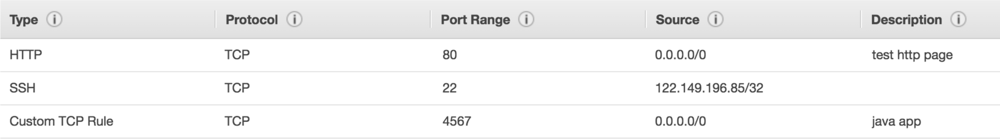 Type Protocol Port Range Source Description
HTTP TCP 80 0.0.0.0/0 test http page
SSH TCP 22 122.149.196.85/32
Custom TCP Rule TCP 4567 0.0.0.0/0 java app